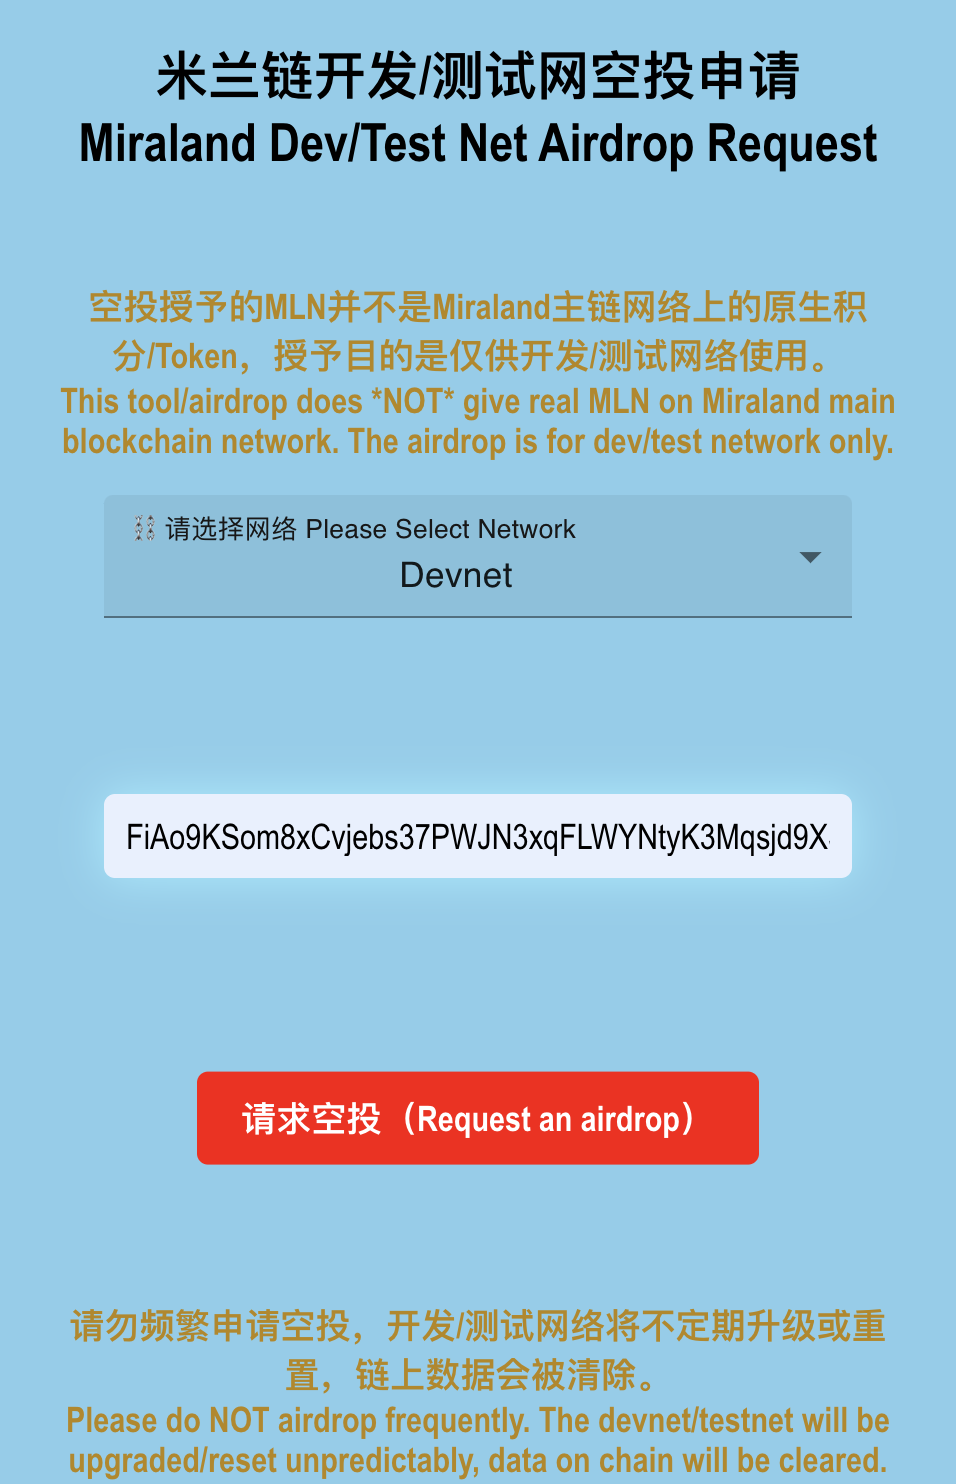 米兰链开发/测试网空投申请
Miraland Dev/Test Net Airdrop Request
空投授予的MLN并不是Miraland主链网络上的原生积
分/Token，授予目的是仅供开发/测试网络使用。
This tool/airdrop does *NOT* give real MLN on Miraland main
blockchain network. The airdrop is for dev/test network only.
⛓️ 请选择网络 Please Select Network
Devnet
FiAo9KSom8xCvjebs37PWJN3xqFLWYNtyK3Mqsjd9X
请求空投（Request an airdrop）
请勿频繁申请空投，开发/测试网络将不定期升级或重
置，链上数据会被清除。
Please do NOT airdrop frequently. The devnet/testnet will be
upgraded/reset unpredictably, data on chain will be cleared.